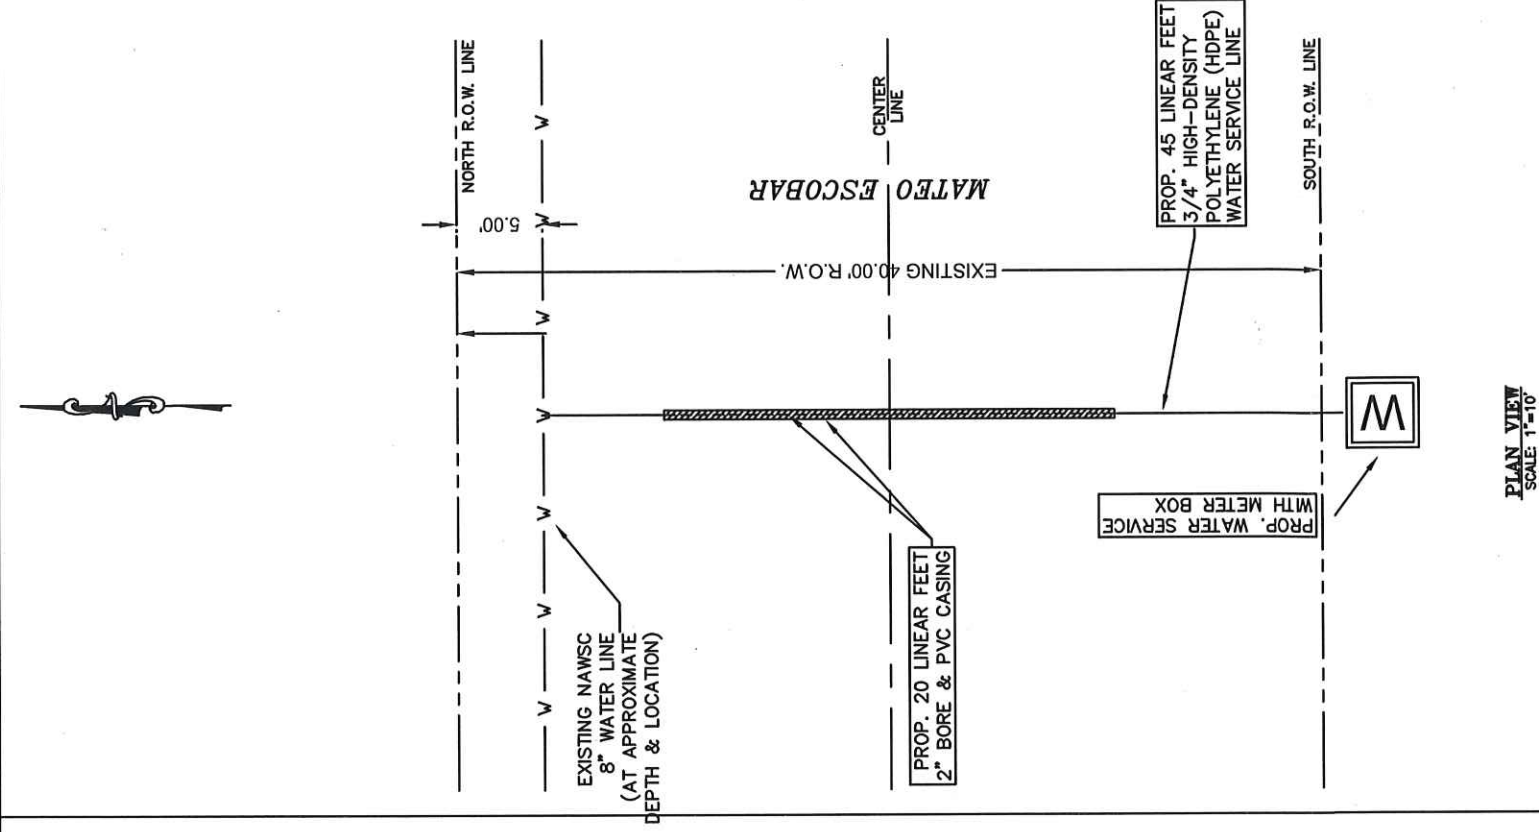 NORTH R.O.W. LINE
5.00'
W
W
W
W
W
W
W
EXISTING NAWSC
8" WATER LINE
(AT APPROXIMATE
DEPTH & LOCATION)
CENTER
LINE
MATEO ESCOBAR
EXISTING 40.00' R.O.W.
PROP. 20 LINEAR FEET
2" BORE & PVC CASING
PROP. 45 LINEAR FEET
3/4" HIGH-DENSITY
POLYETHYLENE (HDPE)
WATER SERVICE LINE
SOUTH R.O.W. LINE
PROP. WATER SERVICE
WITH METER BOX
W
PLAN VIEW
SCALE: 1"=10'